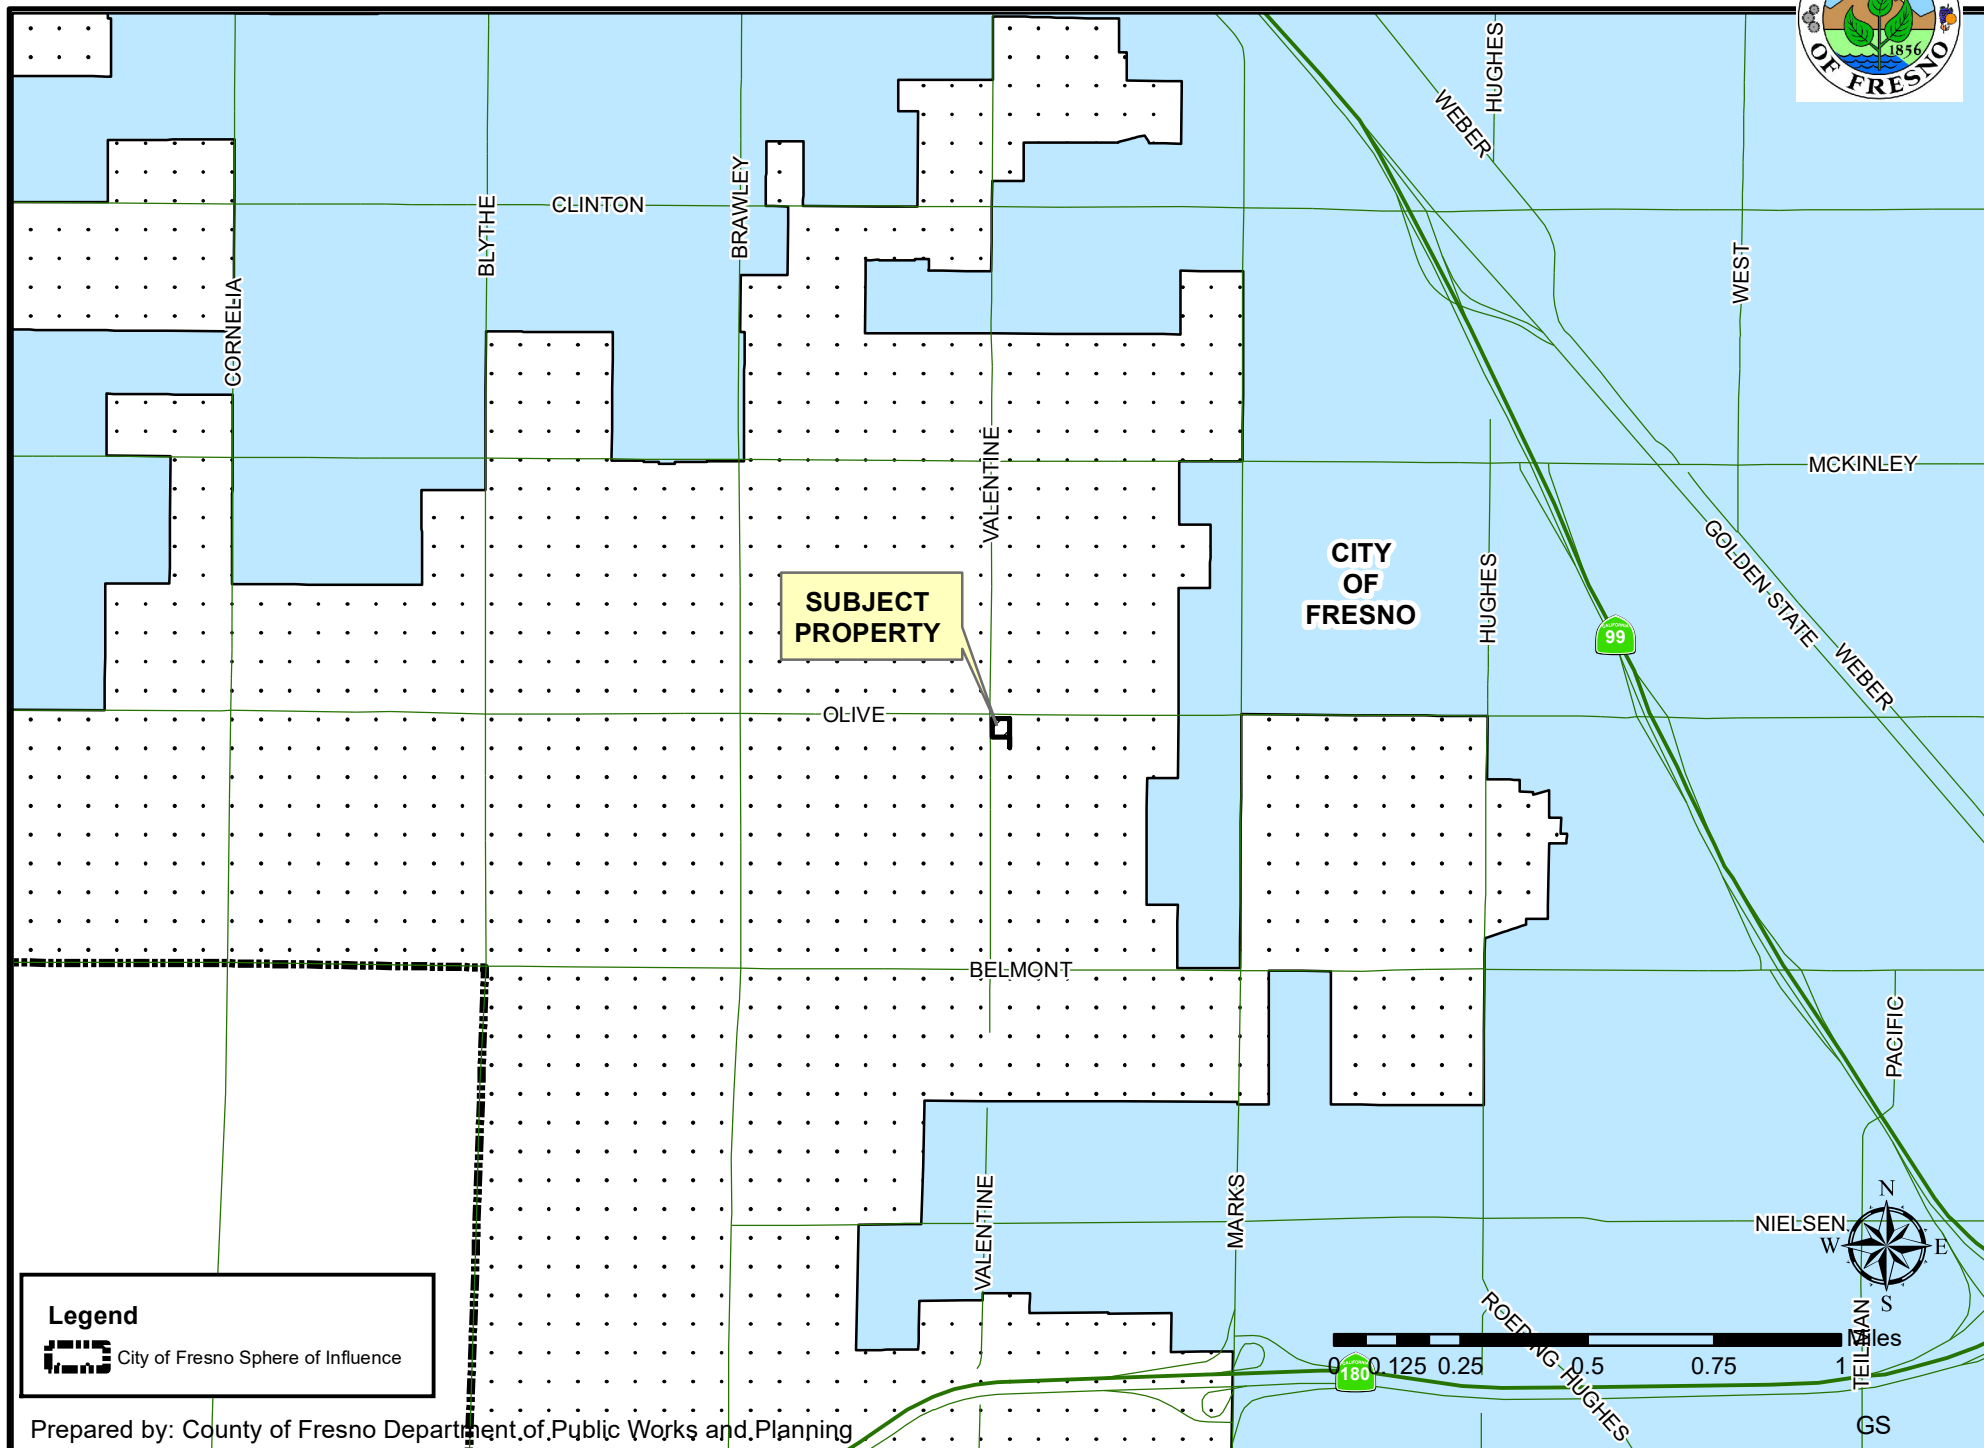 1856
OF FRESNO
HUGHES
WEBER
CLINTON
BRAWLEY
BLYTHE
WEST
CORNELIA
VALENTINE
MCKINLEY
CITY
OF
FRESNO
GOLDEN STATE
HUGHES
SUBJECT
PROPERTY
CALIFORNIA
99
WEBER
OLIVE
BELMONT
PACIFIC
VALENTINE
MARKS
NIELSEN
N
W
E
S
Legend
City of Fresno Sphere of Influence
ROEDING
HUGHES
TEILMAN
Miles
0 0.125 0.25 0.5 0.75 1
CALIFORNIA
180
Prepared by: County of Fresno Department of Public Works and Planning
GS